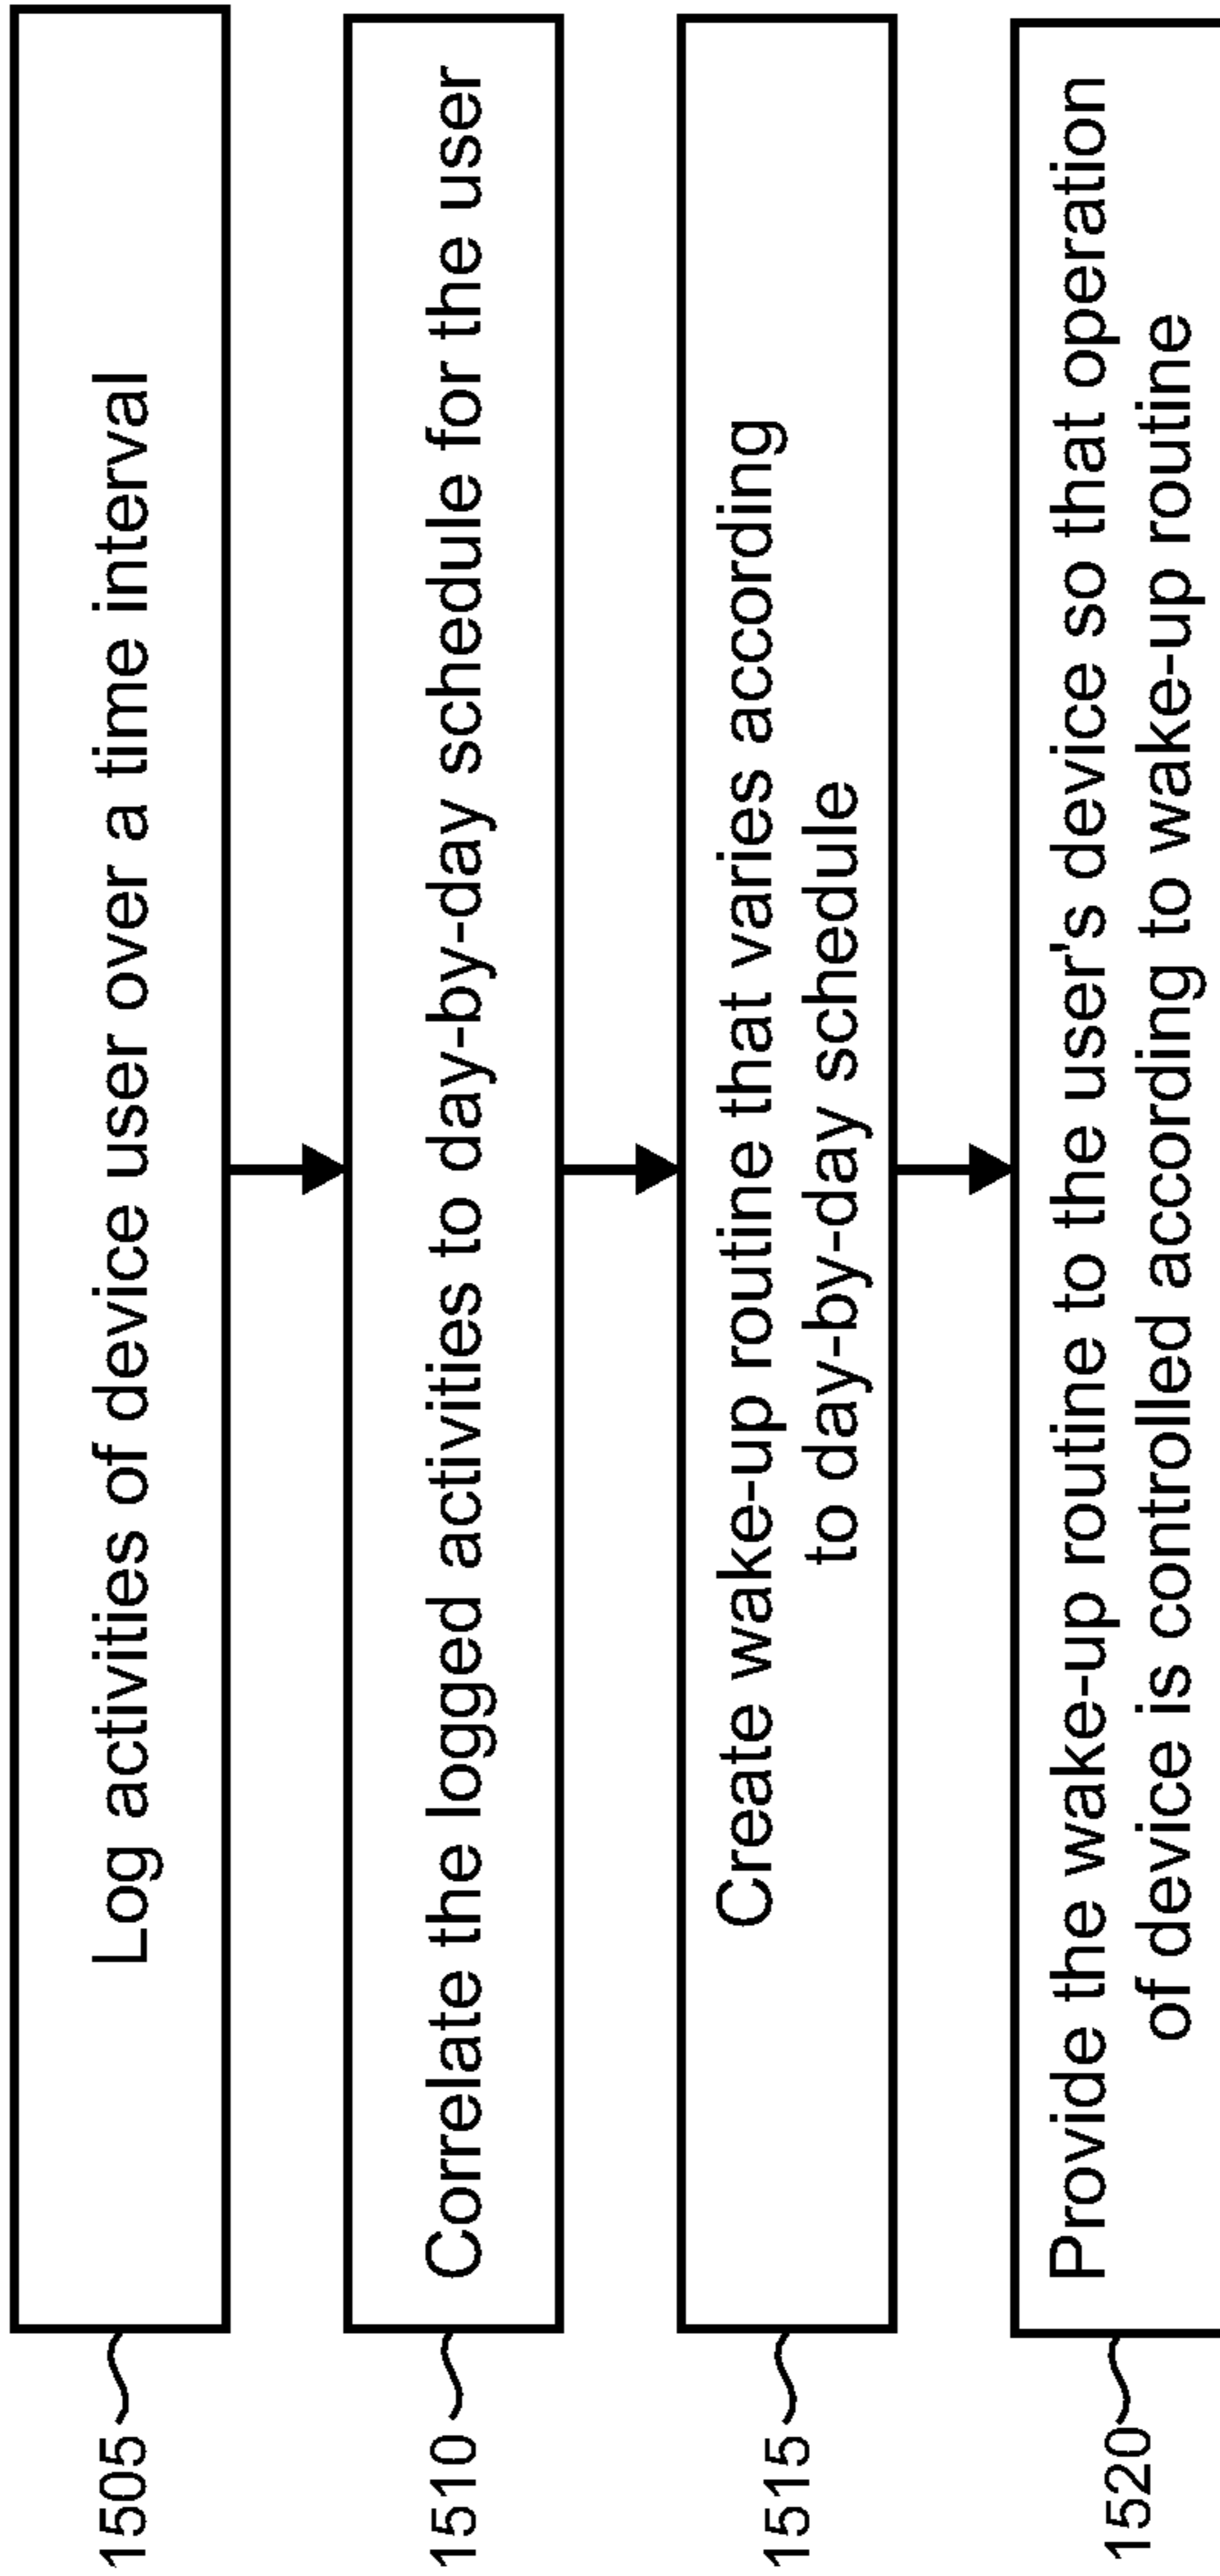 1505
Log activities of device user over a time interval
1510
Correlate the logged activities to day-by-day schedule for the user
1515
Create wake-up routine that varies according
to day-by-day schedule
1520
Provide the wake-up routine to the user's device so that operation
of device is controlled according to wake-up routine